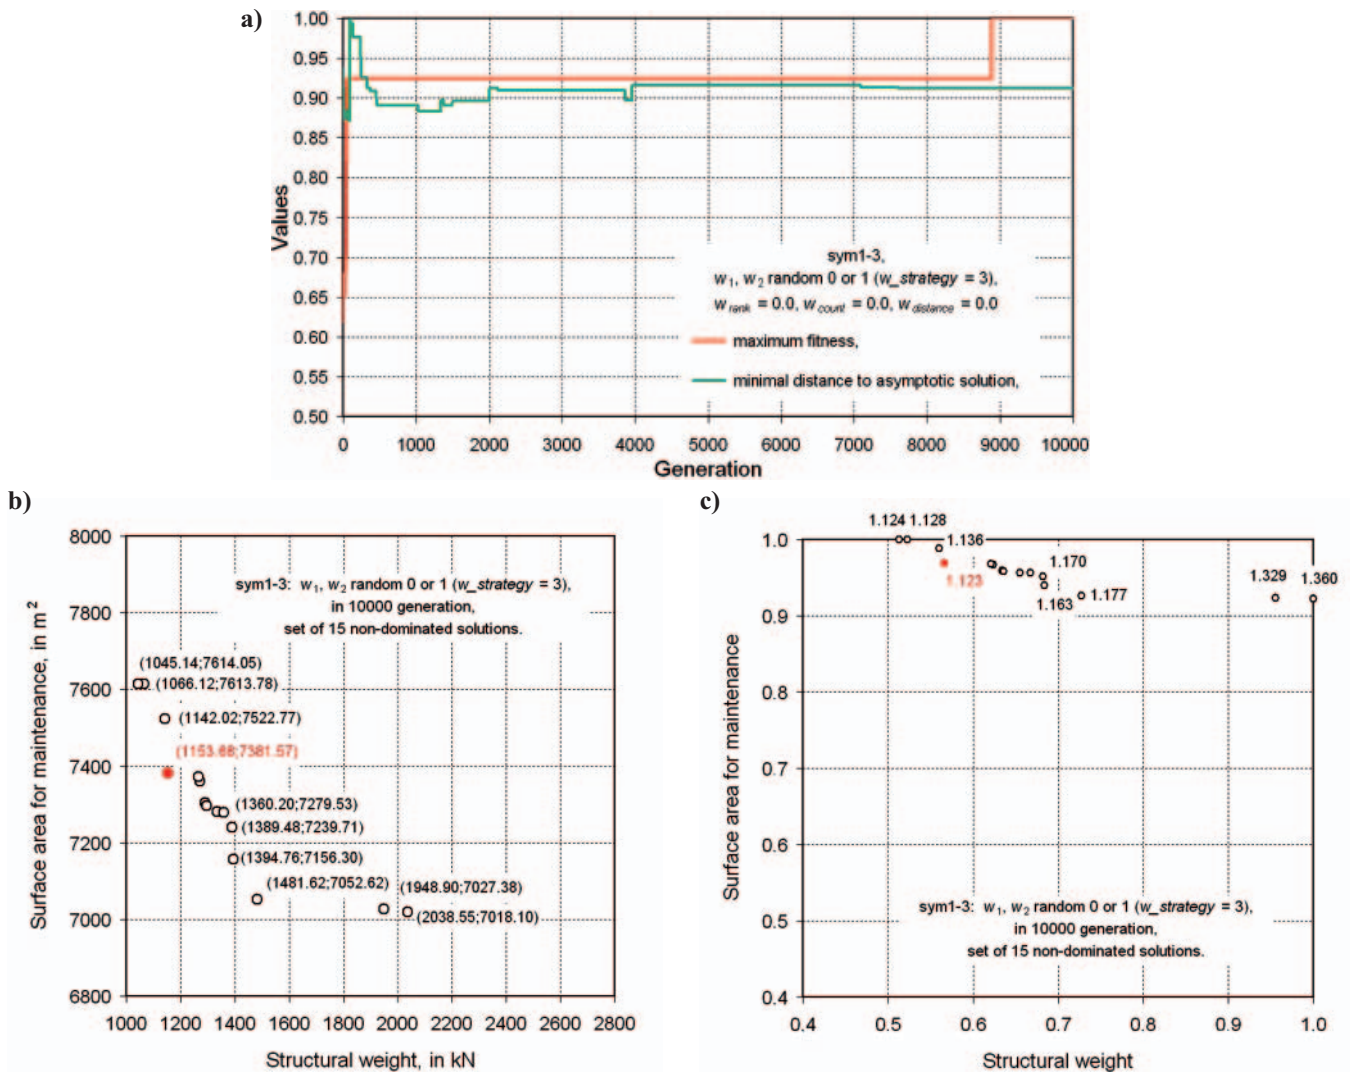 a)
1.00
0.95
0.90
0.85
0.80
0.75
0.70
0.65
0.60
0.55
0.50
Values
sym1-3,
w1, w2 random 0 or 1 (w_strategy = 3),
wrank = 0.0, wcount = 0.0, wdistance = 0.0
maximum fitness,
minimal distance to asymptotic solution,
0 1000 2000 3000 4000 5000 6000 7000 8000 9000 10000
Generation
b)
8000
7800
7600
7400
7200
7000
6800
Surface area for maintenance, in m2
sym1-3: w1, w2 random 0 or 1 (w_strategy = 3),
in 10000 generation,
set of 15 non-dominated solutions.
(1045.14;7614.05)
(1066.12;7613.78)
(1142.02;7522.77)
(1153.68;7381.57)
(1360.20;7279.53)
(1389.48;7239.71)
(1394.76;7156.30)
(1481.62;7052.62)
(1948.90;7027.38)
(2038.55;7018.10)
1000 1200 1400 1600 1800 2000 2200 2400 2600 2800
Structural weight, in kN
c)
1.0
0.9
0.8
0.7
0.6
0.5
0.4
Surface area for maintenance
1.124 1.128
1.136
1.123
1.170
1.163
1.177
1.329
1.360
sym1-3: w1, w2 random 0 or 1 (w_strategy = 3),
in 10000 generation,
set of 15 non-dominated solutions.
0.4 0.5 0.6 0.7 0.8 0.9 1.0
Structural weight